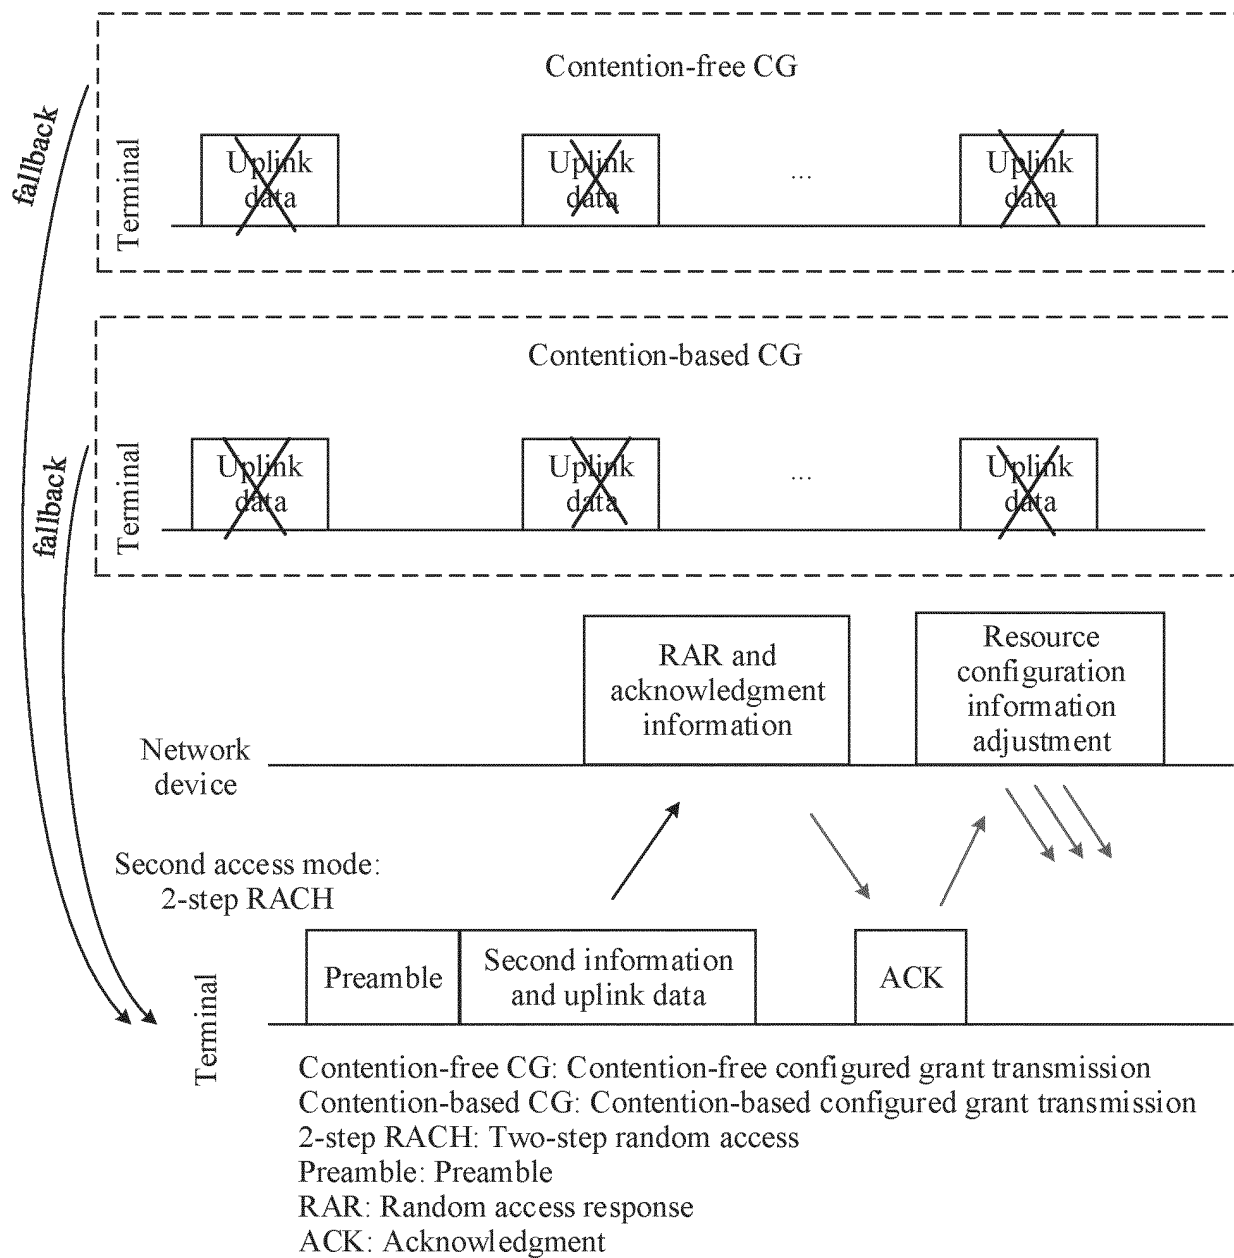 Contention-free CG
fallback
Terminal
Uplink
data
Uplink
data
...
Uplink
data
Contention-based CG
fallback
Terminal
Uplink
data
Uplink
data
...
Uplink
data
RAR and
acknowledgment
information
Resource
configuration
information
adjustment
Network
device
Second access mode:
2-step RACH
Terminal
Preamble
Second information
and uplink data
ACK
Contention-free CG: Contention-free configured grant transmission
Contention-based CG: Contention-based configured grant transmission
2-step RACH: Two-step random access
Preamble: Preamble
RAR: Random access response
ACK: Acknowledgment